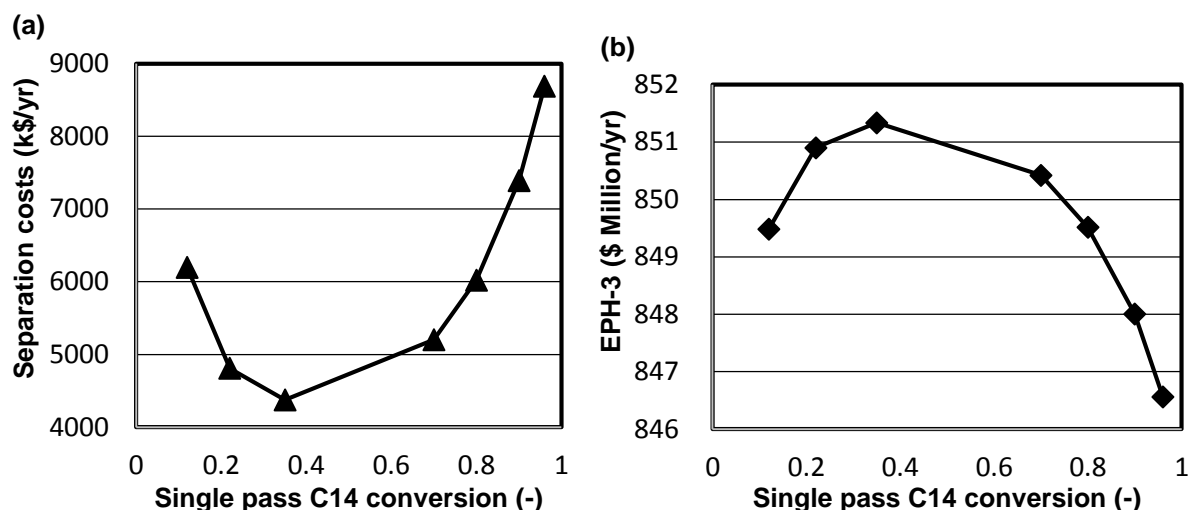 (a)
Separation costs (k$/yr)
9000
8000
7000
6000
5000
4000
0 0.2 0.4 0.6 0.8 1
Single pass C14 conversion (-)
(b)
EPH-3 ($ Million/yr)
852
851
850
849
848
847
846
0 0.2 0.4 0.6 0.8 1
Single pass C14 conversion (-)